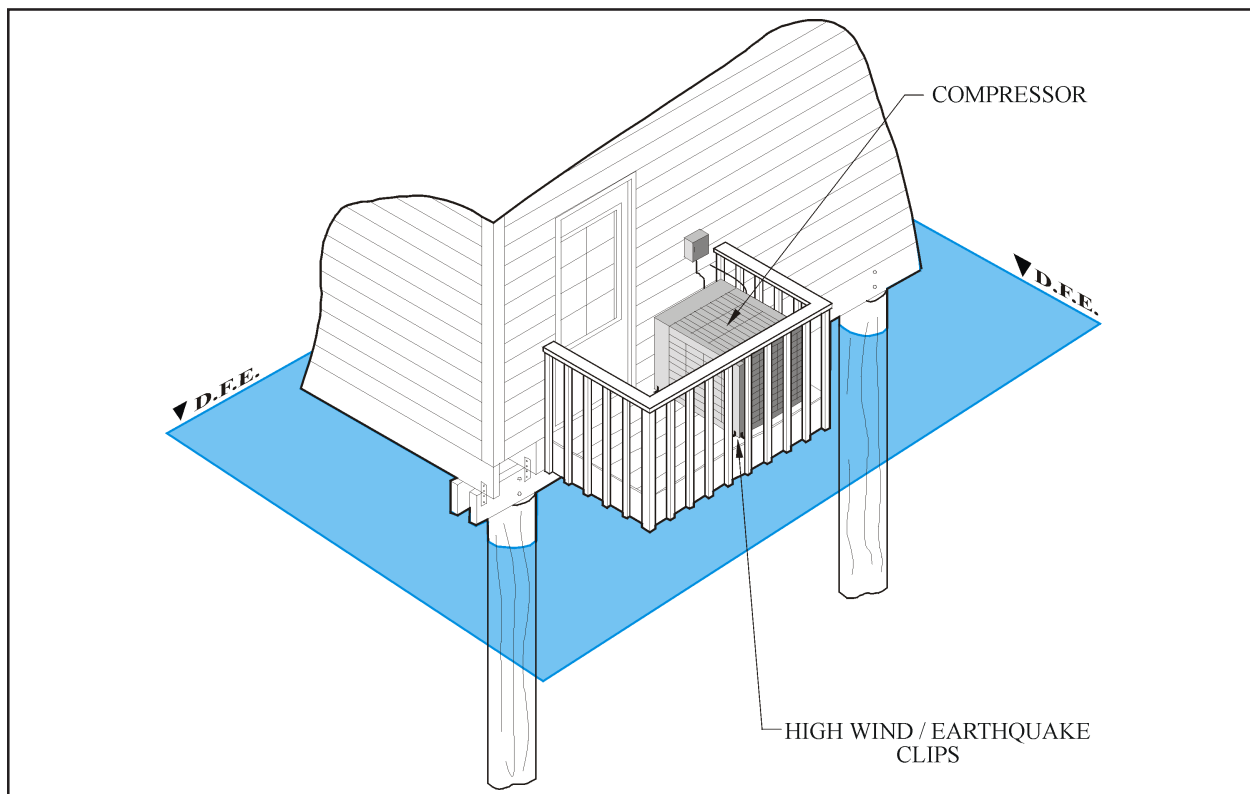 COMPRESSOR
D.F.E.
D.F.E.
HIGH WIND / EARTHQUAKE
CLIPS